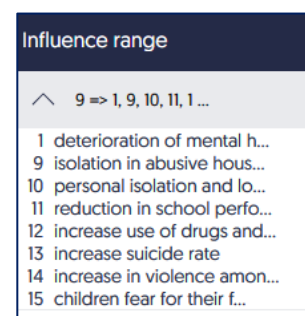 Influence range
9 => 1, 9, 10, 11, 1 ...
1 deterioration of mental h...
9 isolation in abusive hous...
10 personal isolation and lo...
11 reduction in school perfo...
12 increase use of drugs and...
13 increase suicide rate
14 increase in violence amon...
15 children fear for their f...